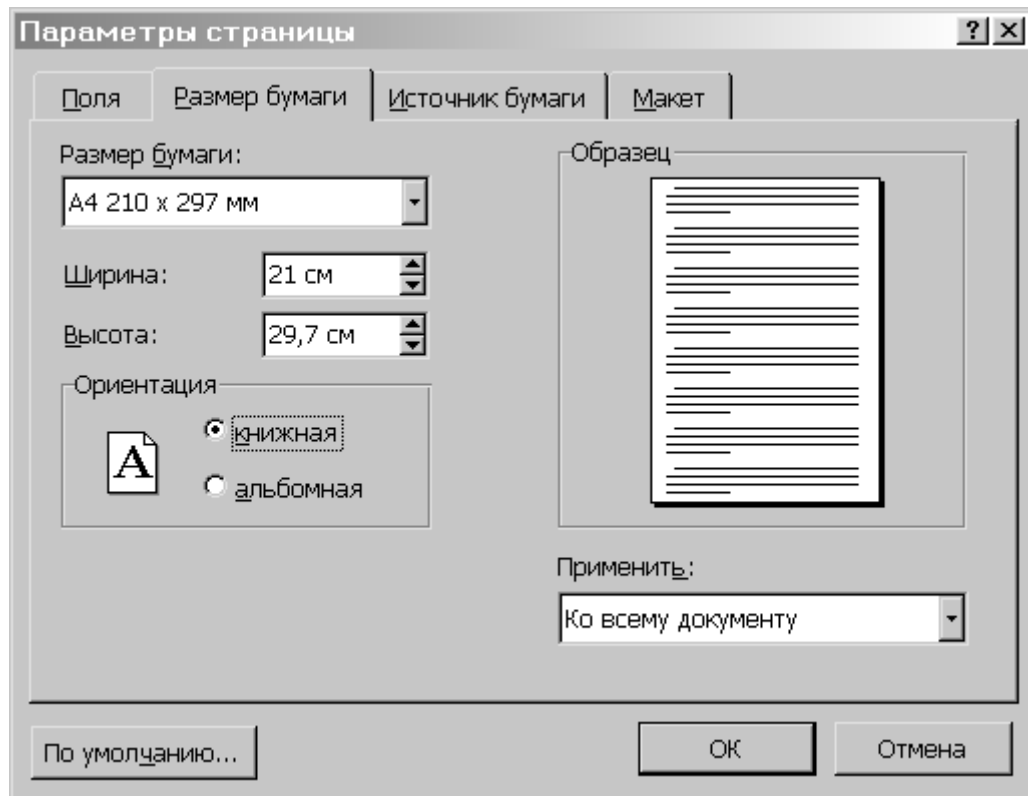 Параметры страницы
Поля
Размер бумаги
Источник бумаги
Макет
Размер бумаги:
А4 210 x 297 мм
Ширина:
21 см
Высота:
29,7 см
Ориентация
A
книжная
альбомная
Образец
Применить:
Ко всему документу
По умолчанию...
ОК
Отмена